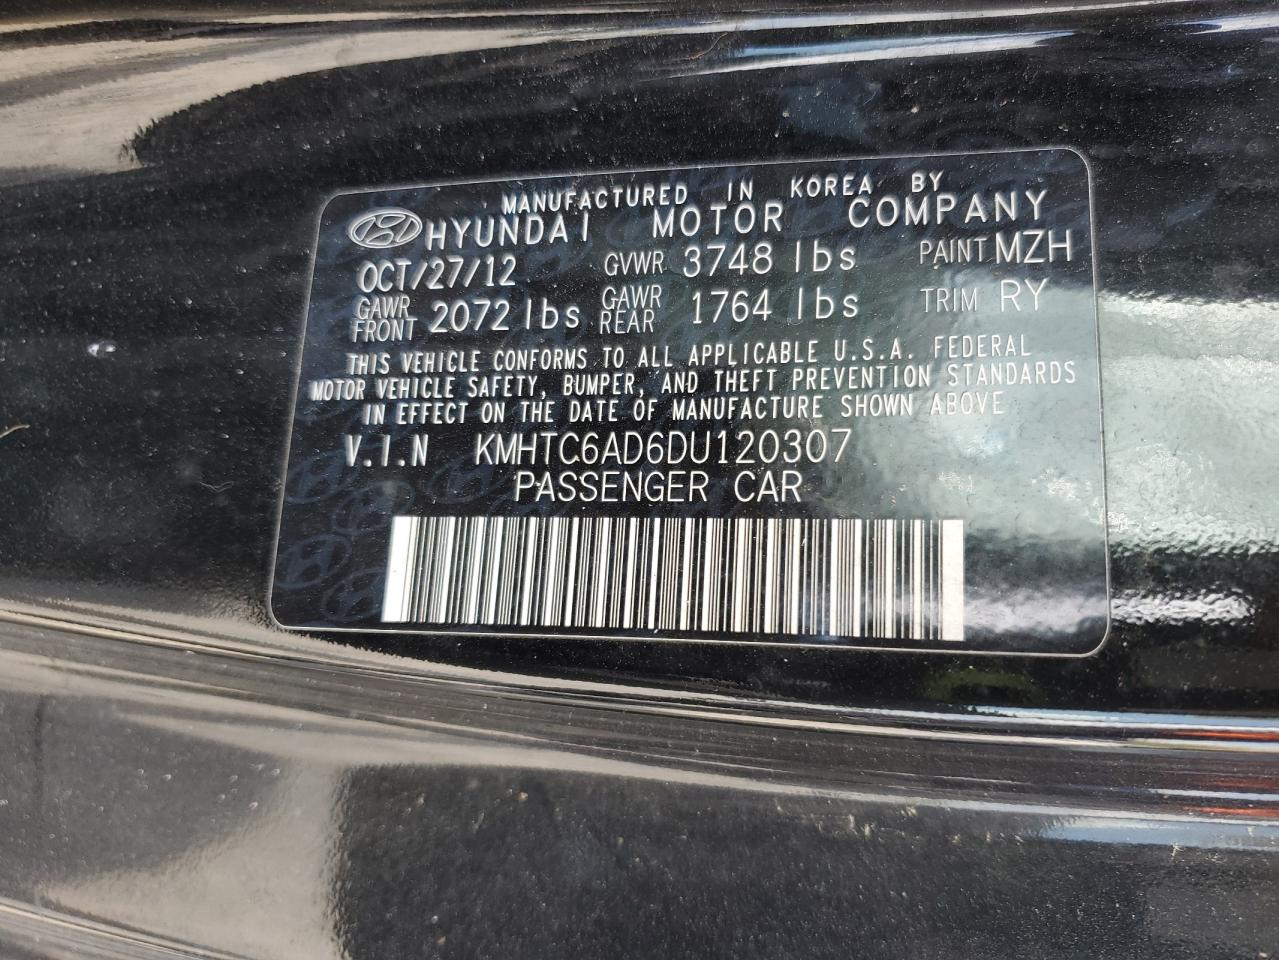 MANUFACTURED IN KOREA BY
HYUNDAI MOTOR COMPANY
OCT/27/12 GVWR 3748 lbs PAINT MZH
GAWR FRONT 2072 lbs GAWR REAR 1764 lbs TRIM RY
THIS VEHICLE CONFORMS TO ALL APPLICABLE U.S.A. FEDERAL
MOTOR VEHICLE SAFETY, BUMPER, AND THEFT PREVENTION STANDARDS
IN EFFECT ON THE DATE OF MANUFACTURE SHOWN ABOVE
V.I.N KMHTC6AD6DU120307
PASSENGER CAR